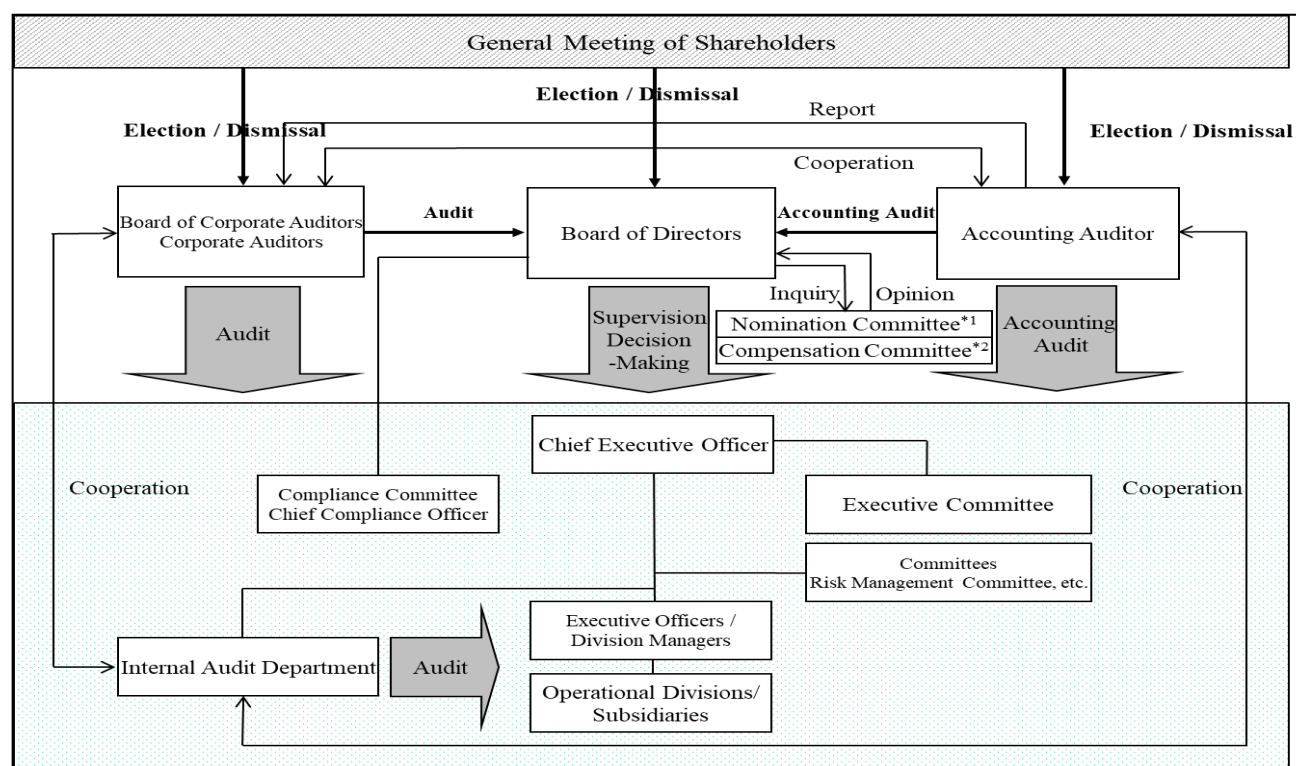 General Meeting of Shareholders
Election / Dismissal
Election / Dismissal
Election / Dismissal
Report
Cooperation
Board of Corporate Auditors
Corporate Auditors
Audit
Board of Directors
Accounting Audit
Accounting Auditor
Inquiry
Opinion
Nomination Committee*1
Compensation Committee*2
Audit
Supervision
Decision
-Making
Accounting
Audit
Chief Executive Officer
Cooperation
Compliance Committee
Chief Compliance Officer
Executive Committee
Cooperation
Committees
Risk Management Committee, etc.
Executive Officers /
Division Managers
Internal Audit Department
Audit
Operational Divisions/
Subsidiaries